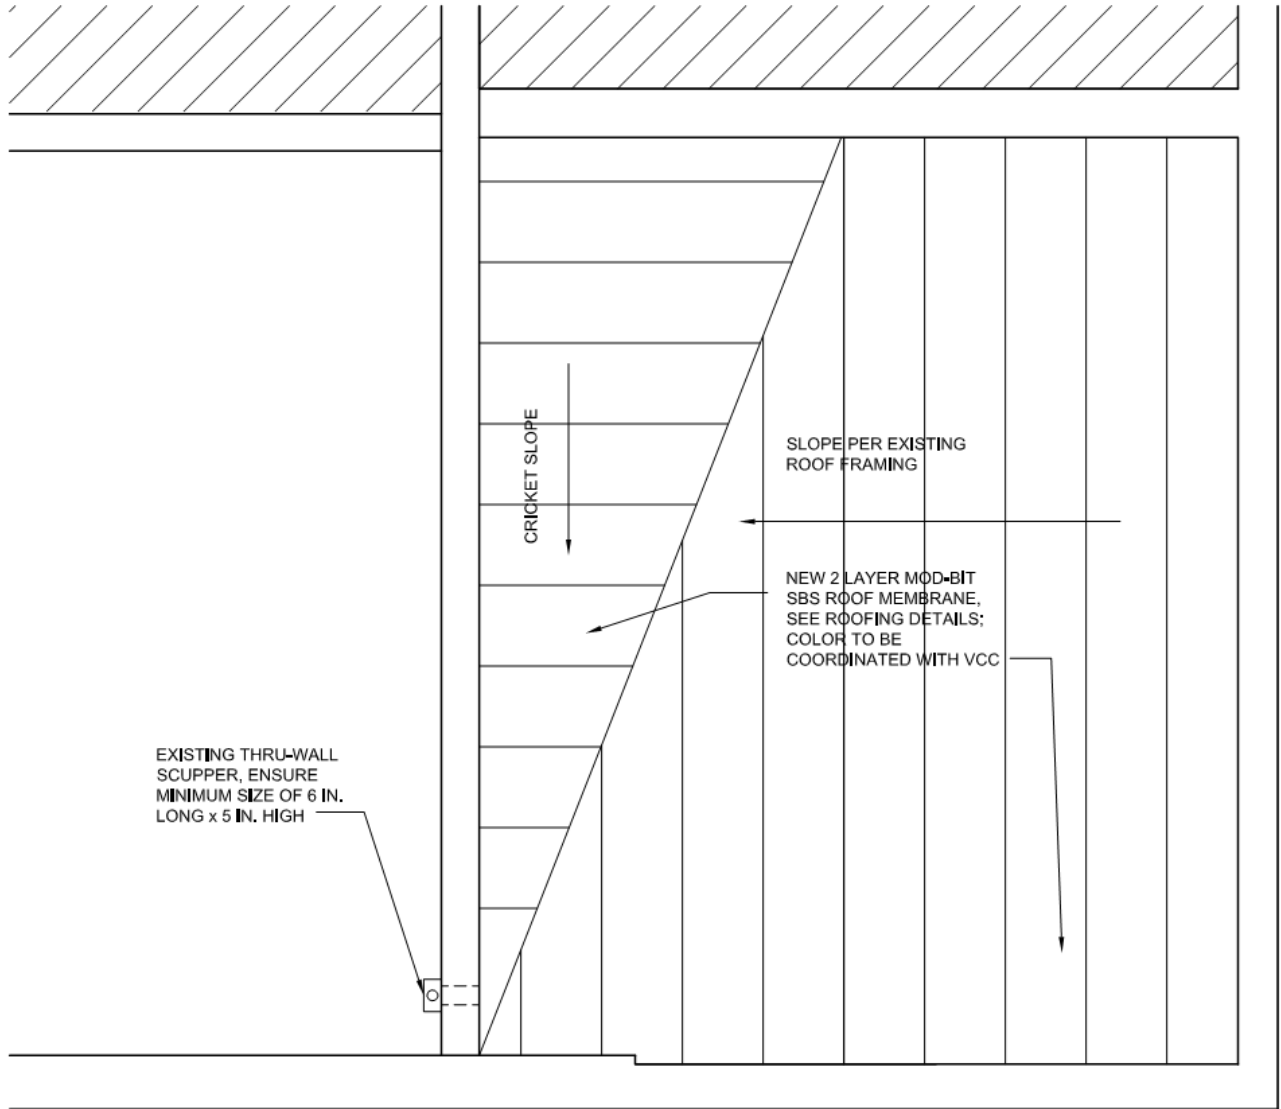 CRICKET SLOPE
SLOPE PER EXISTING
ROOF FRAMING
NEW 2 LAYER MOD-BIT
SBS ROOF MEMBRANE,
SEE ROOFING DETAILS;
COLOR TO BE
COORDINATED WITH VCC
EXISTING THRU-WALL
SCUPPER, ENSURE
MINIMUM SIZE OF 6 IN.
LONG x 5 IN. HIGH